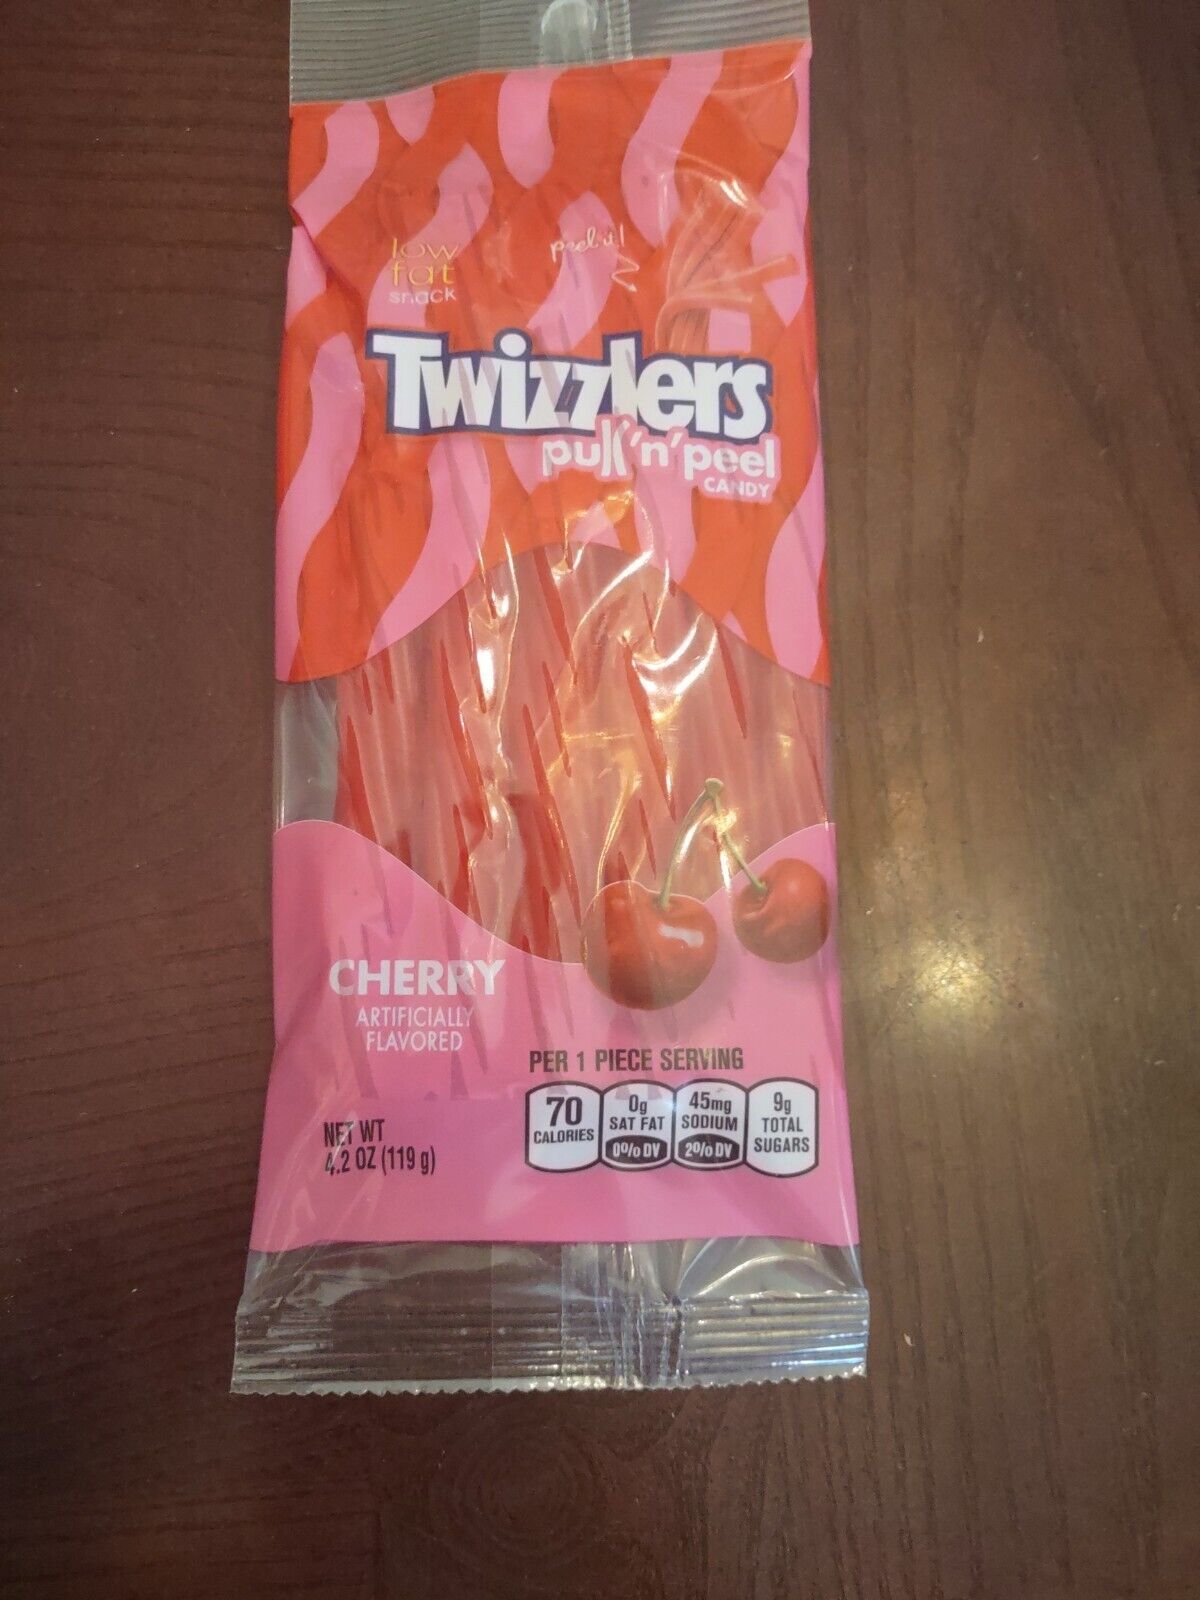 low
fat
snack
peel it!
Twizzlers
pull'n'peel
CANDY
CHERRY
ARTIFICIALLY
FLAVORED
PER 1 PIECE SERVING
70
CALORIES
0g
SAT FAT
0% DV
45mg
SODIUM
2% DV
9g
TOTAL
SUGARS
NET WT
4.2 OZ (119 g)